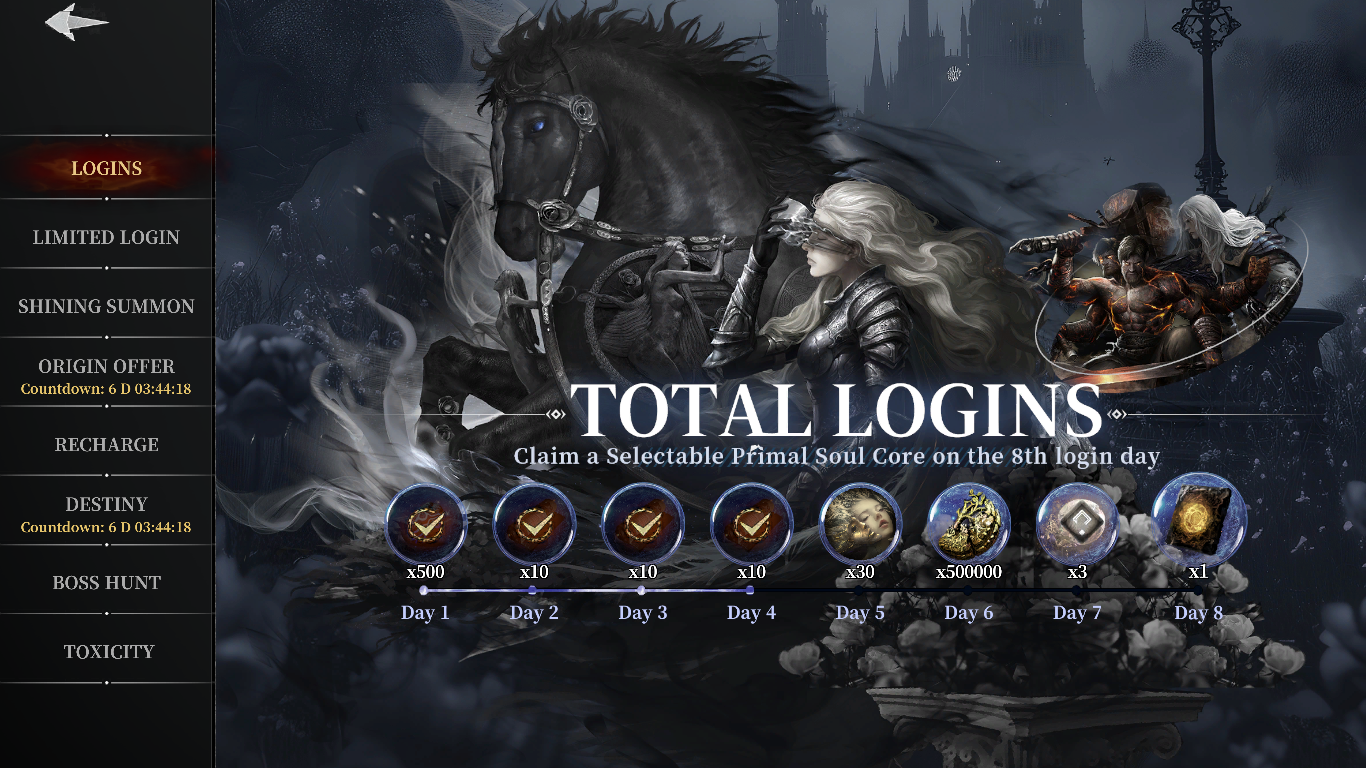 LOGINS
LIMITED LOGIN
SHINING SUMMON
ORIGIN OFFER
Countdown: 6 D 03:44:18
RECHARGE
DESTINY
Countdown: 6 D 03:44:18
BOSS HUNT
TOXICITY
TOTAL LOGINS
Claim a Selectable Primal Soul Core on the 8th login day
x500 x10 x10 x10 x30 x500000 x3 x1
Day 1 Day 2 Day 3 Day 4 Day 5 Day 6 Day 7 Day 8